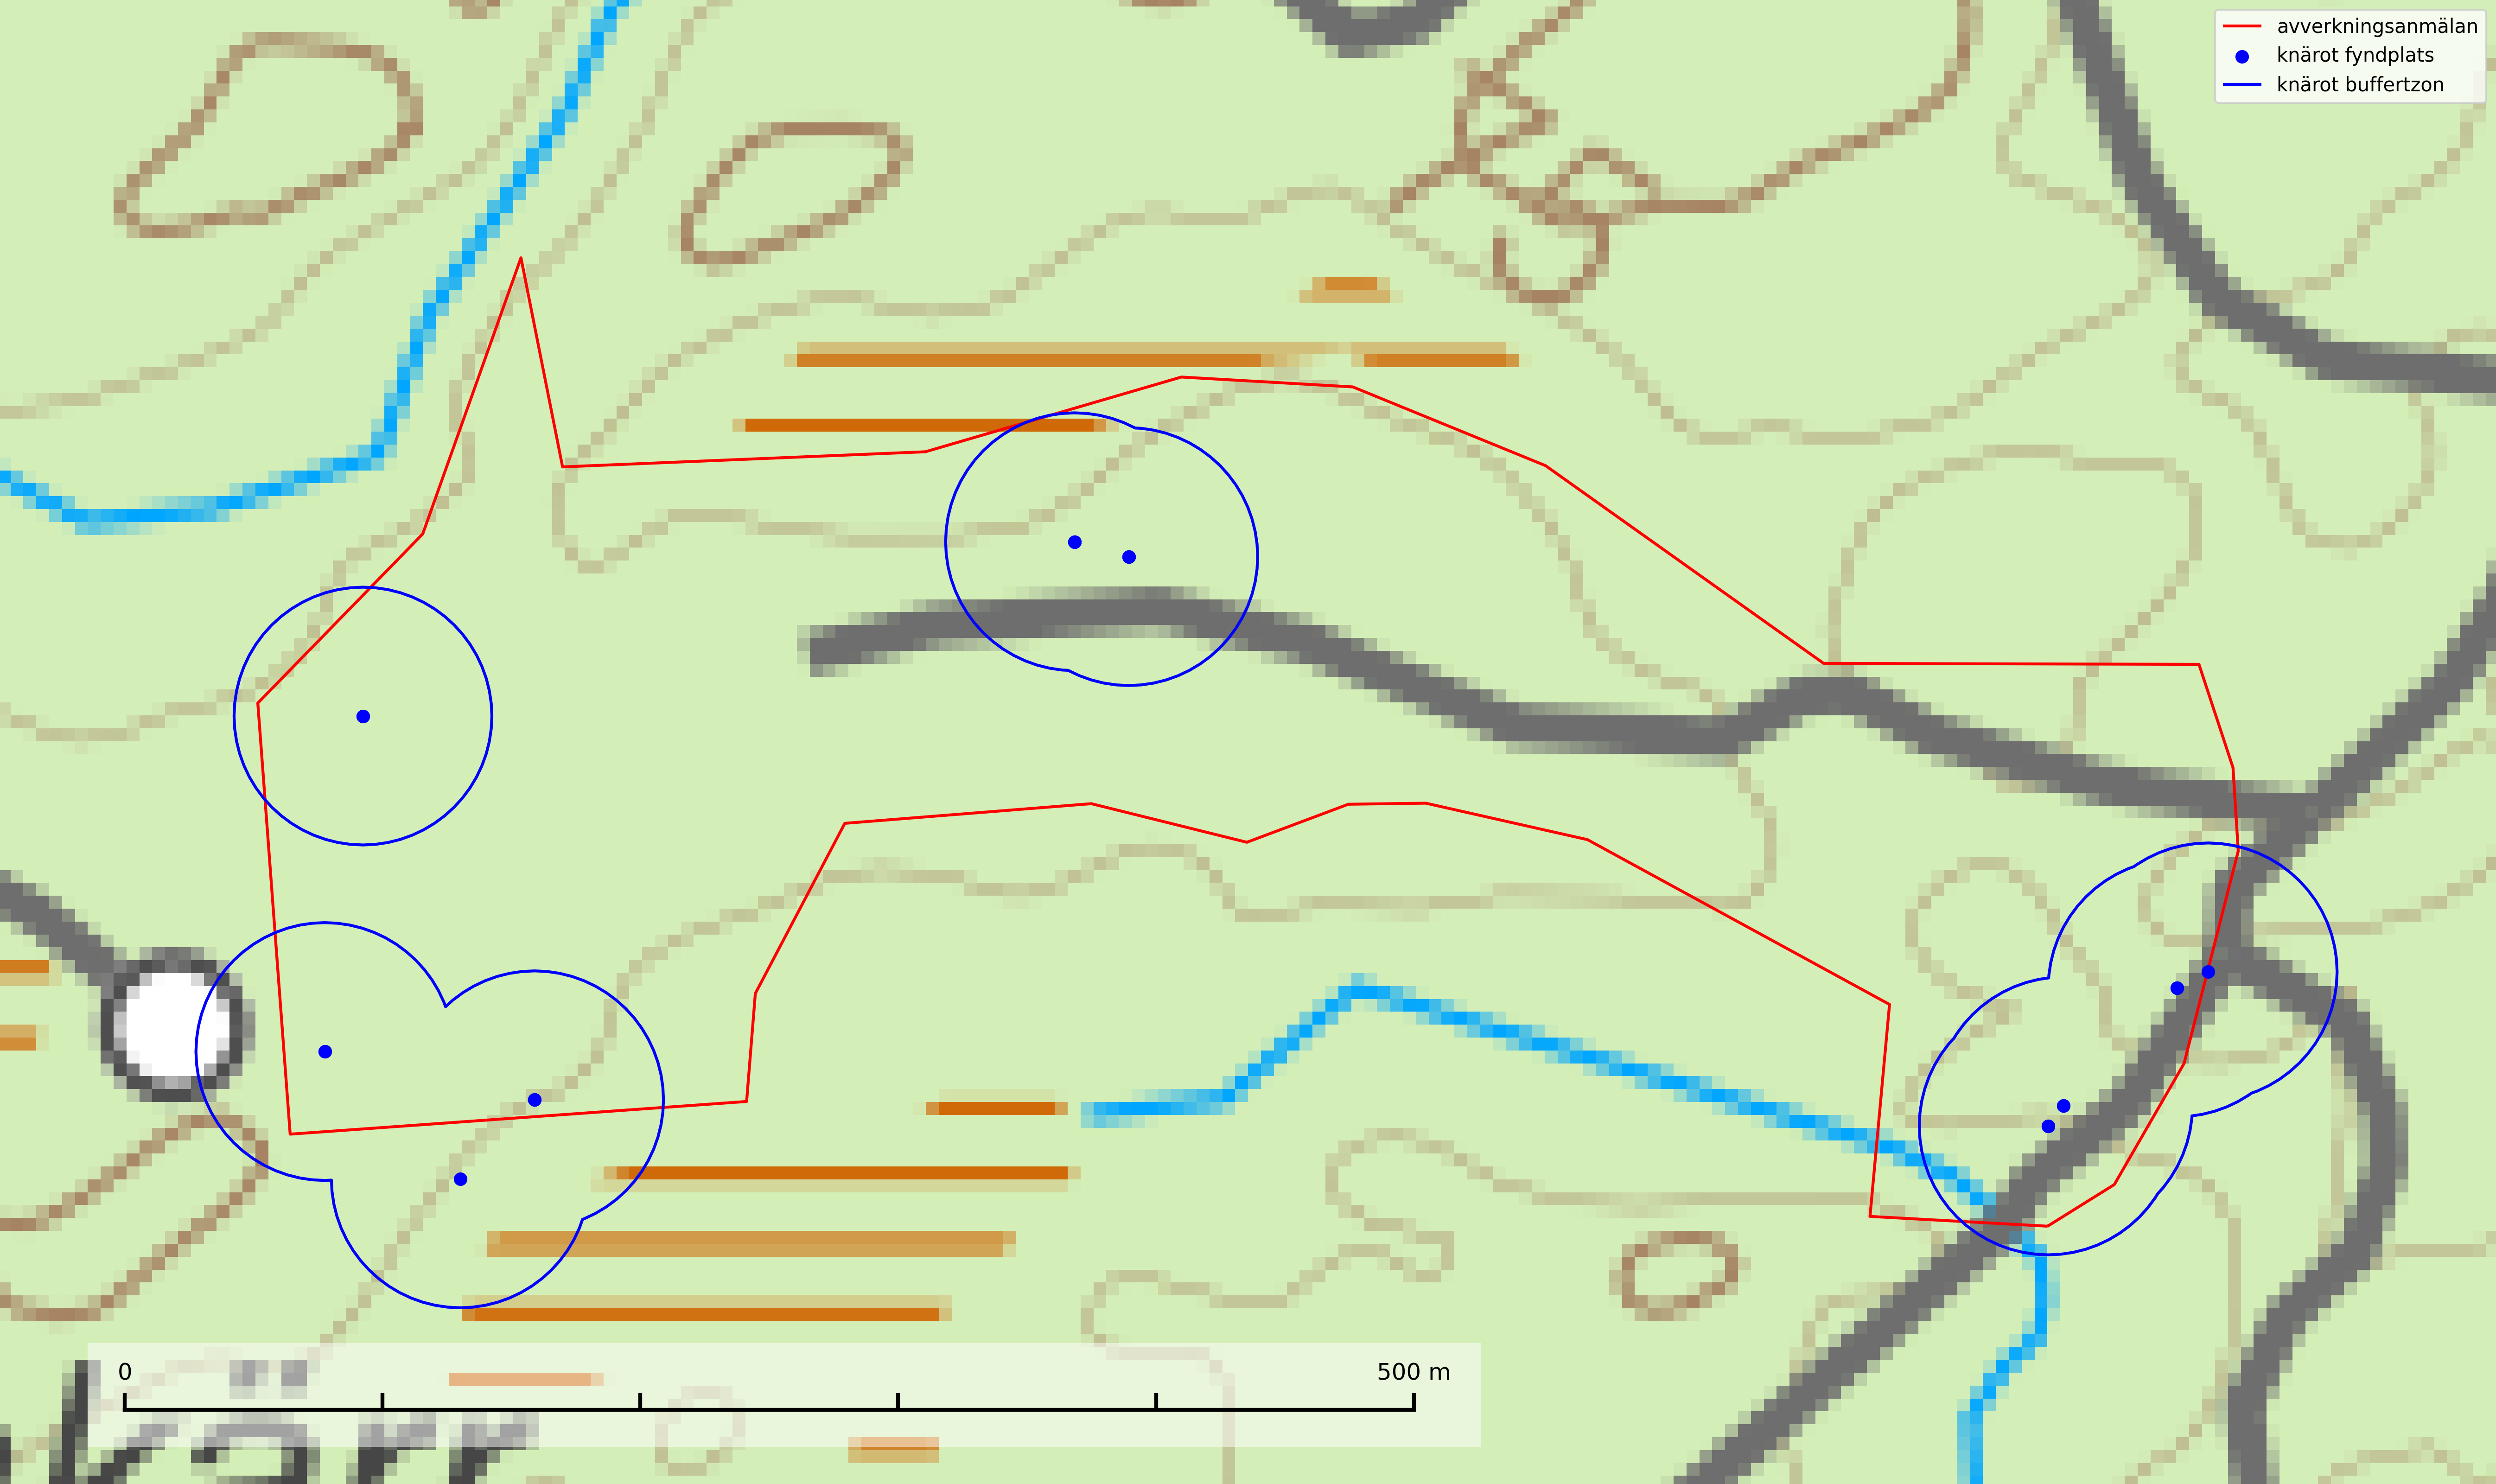 avverkningsanmälan
knärot fyndplats
knärot buffertzon
0
500 m